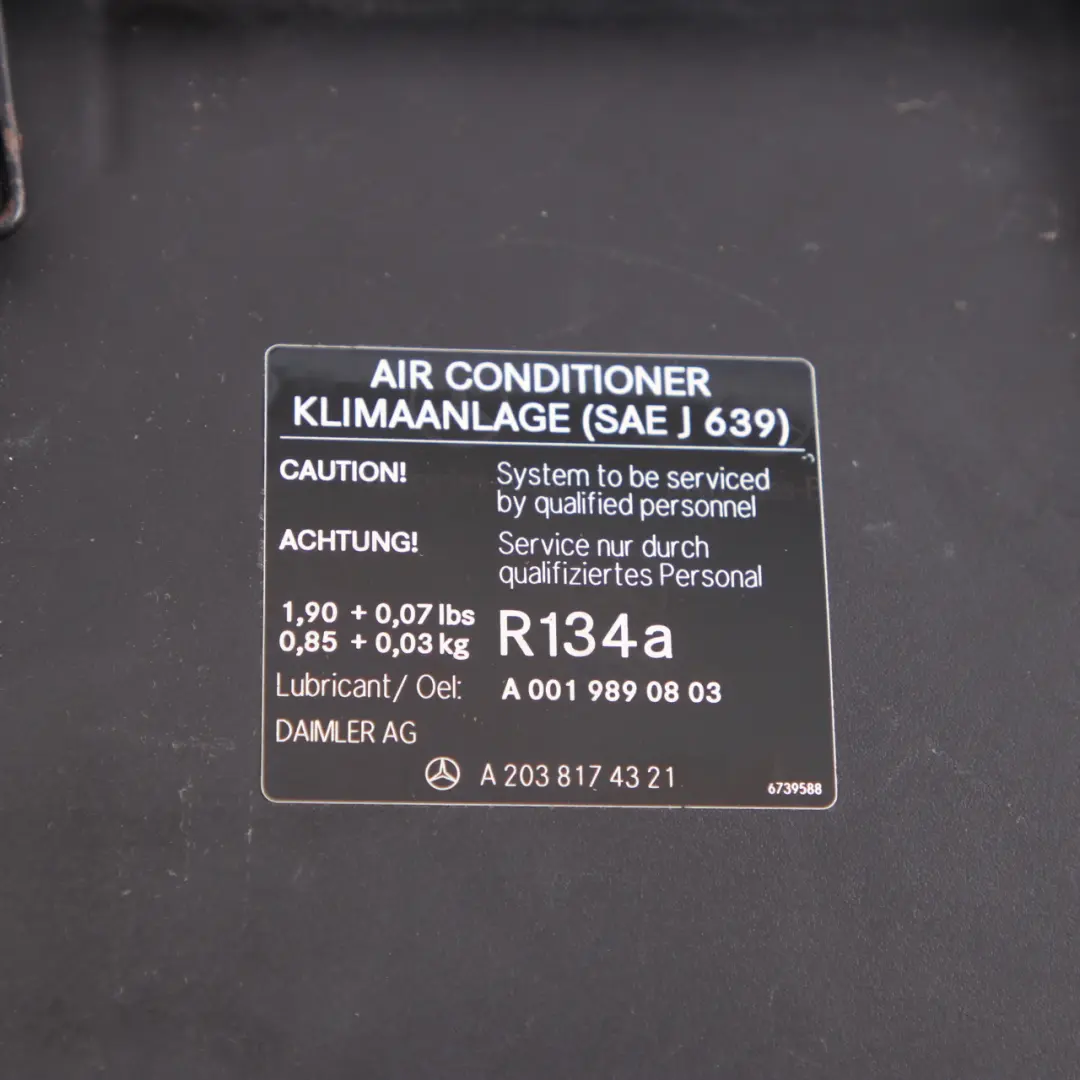 AIR CONDITIONER
KLIMAANLAGE (SAE J 639)
CAUTION! System to be serviced
by qualified personnel
ACHTUNG! Service nur durch
qualifiziertes Personal
1,90 + 0,07 lbs
0,85 + 0,03 kg R134a
Lubricant/ Oel: A 001 989 08 03
DAIMLER AG
A 203 817 43 21 6739588